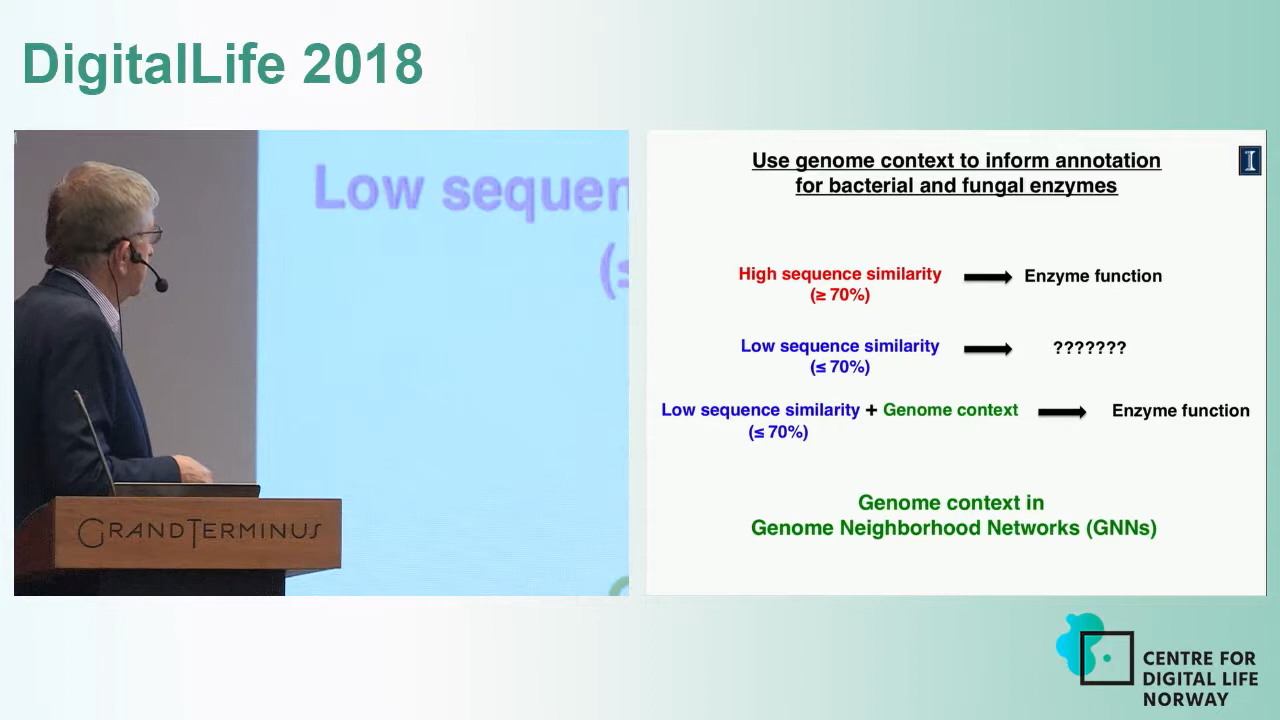 DigitalLife 2018
Low sequen
(≤
GRANDTERMINUS
Use genome context to inform annotation
for bacterial and fungal enzymes
I
High sequence similarity → Enzyme function
(≥ 70%)
Low sequence similarity → ???????
(≤ 70%)
Low sequence similarity + Genome context → Enzyme function
(≤ 70%)
Genome context in
Genome Neighborhood Networks (GNNs)
CENTRE FOR
DIGITAL LIFE
NORWAY